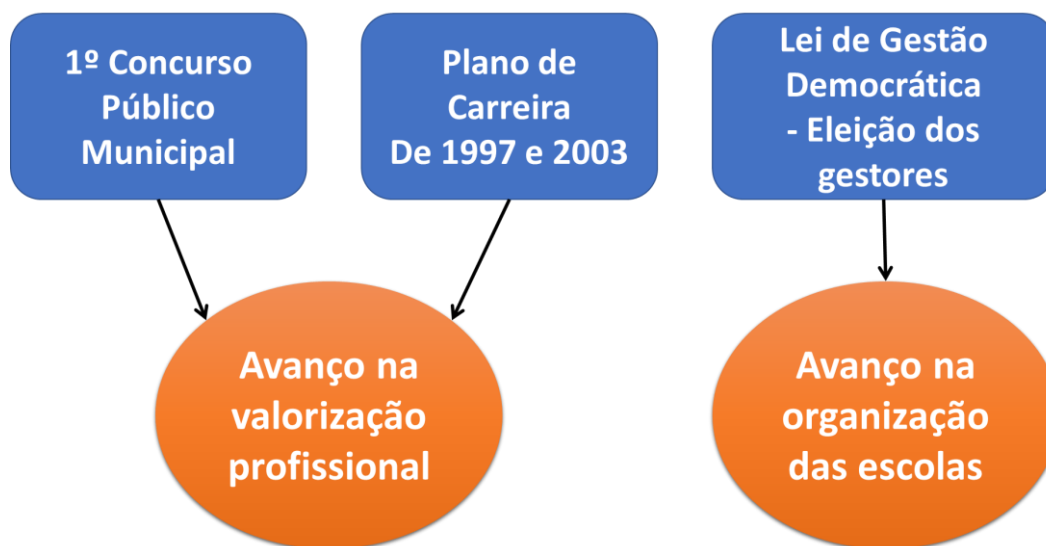 1º Concurso
Público
Municipal
Plano de
Carreira
De 1997 e 2003
Lei de Gestão
Democrática
- Eleição dos
gestores
Avanço na
valorização
profissional
Avanço na
organização
das escolas